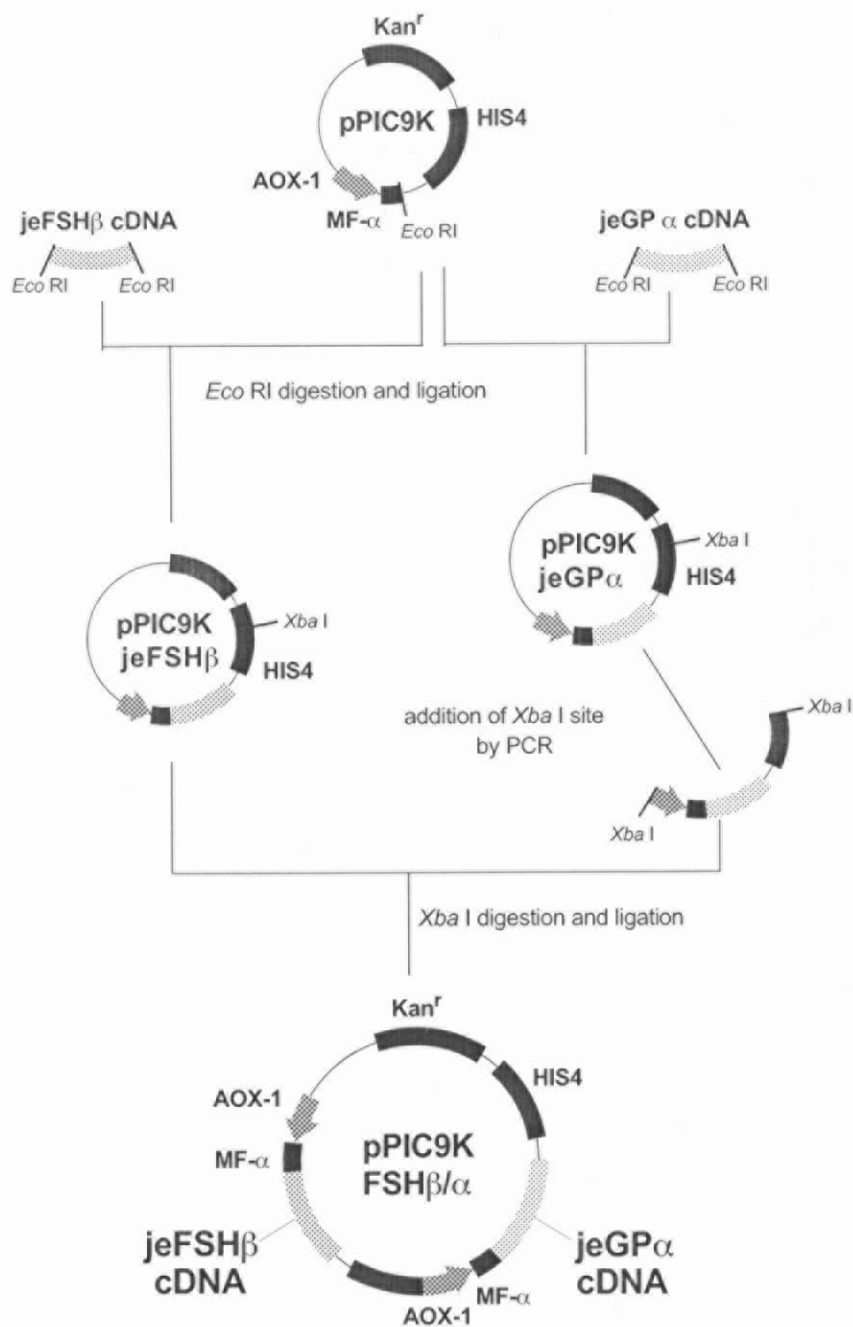 Kanʳ
pPIC9K
HIS4
AOX-1
MF-α
Eco RI
jeFSHβ cDNA
Eco RI
Eco RI
jeGP α cDNA
Eco RI
Eco RI
Eco RI digestion and ligation
pPIC9K
jeFSHβ
Xba I
HIS4
pPIC9K
jeGPα
Xba I
HIS4
addition of Xba I site
by PCR
Xba I
Xba I
Xba I digestion and ligation
Kanʳ
HIS4
AOX-1
MF-α
pPIC9K
FSHβ/α
jeFSHβ
cDNA
jeGPα
cDNA
MF-α
AOX-1